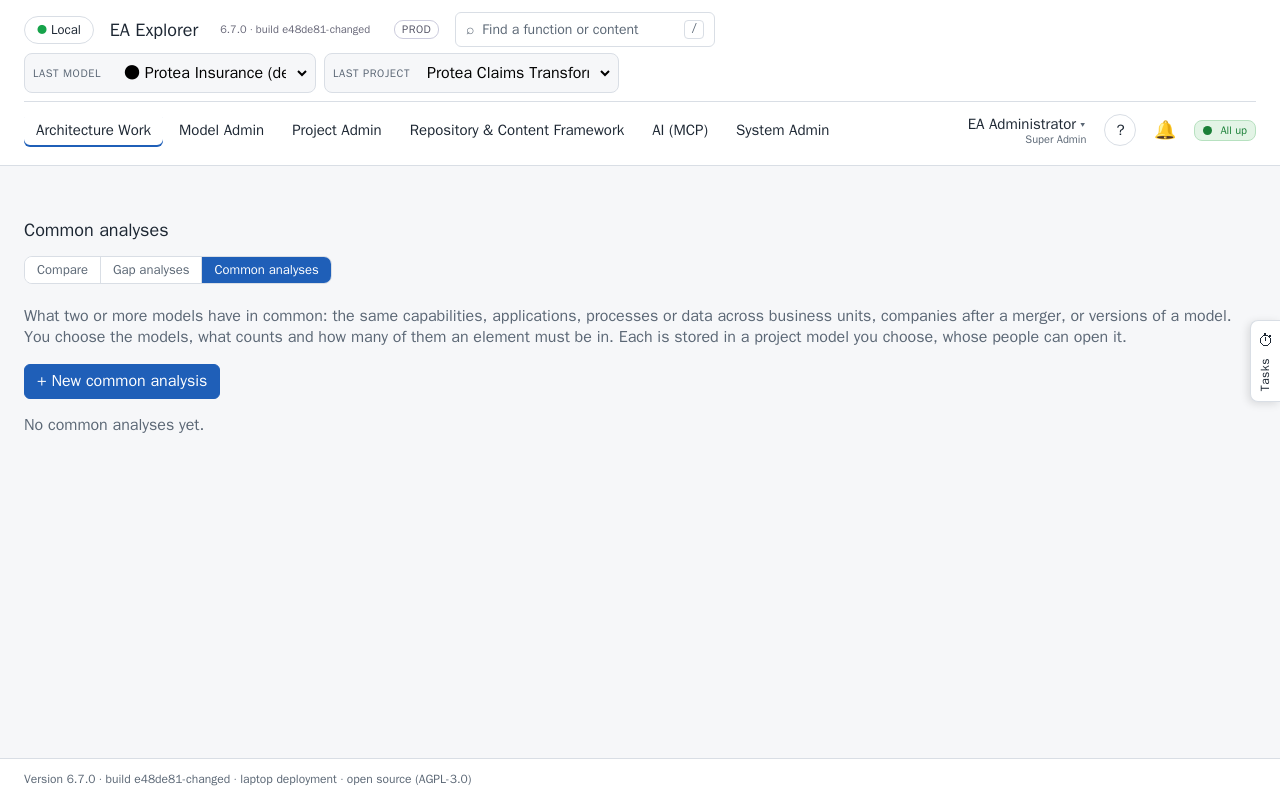 Local
EA Explorer
6.7.0 · build e48de81-changed
PROD
Find a function or content
/
LAST MODEL
Protea Insurance (de
LAST PROJECT
Protea Claims Transfor
Architecture Work
Model Admin
Project Admin
Repository & Content Framework
AI (MCP)
System Admin
EA Administrator
Super Admin
?
All up
Common analyses
Compare
Gap analyses
Common analyses
What two or more models have in common: the same capabilities, applications, processes or data across business units, companies after a merger, or versions of a model.
You choose the models, what counts and how many of them an element must be in. Each is stored in a project model you choose, whose people can open it.
+ New common analysis
No common analyses yet.
Tasks
Version 6.7.0 · build e48de81-changed · laptop deployment · open source (AGPL-3.0)